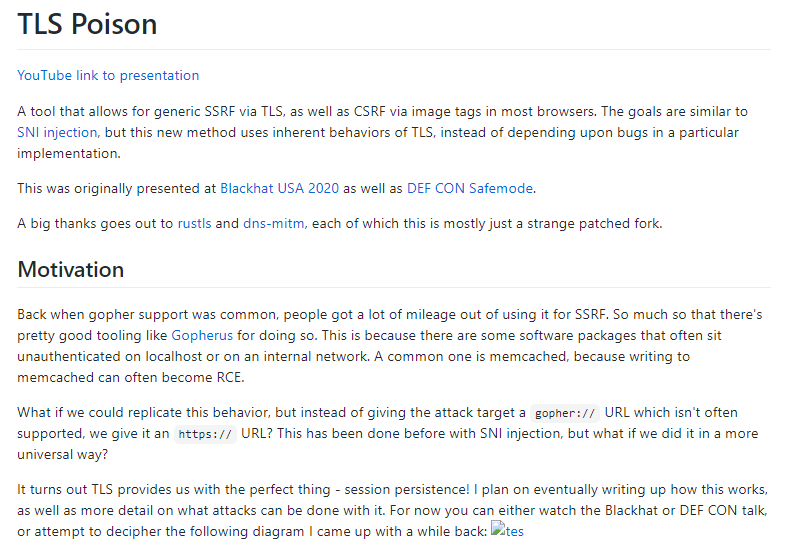 TLS Poison
YouTube link to presentation
A tool that allows for generic SSRF via TLS, as well as CSRF via image tags in most browsers. The goals are similar to
SNI injection, but this new method uses inherent behaviors of TLS, instead of depending upon bugs in a particular
implementation.
This was originally presented at Blackhat USA 2020 as well as DEF CON Safemode.
A big thanks goes out to rustls and dns-mitm, each of which this is mostly just a strange patched fork.
Motivation
Back when gopher support was common, people got a lot of mileage out of using it for SSRF. So much so that there's
pretty good tooling like Gopherus for doing so. This is because there are some software packages that often sit
unauthenticated on localhost or on an internal network. A common one is memcached, because writing to
memcached can often become RCE.
What if we could replicate this behavior, but instead of giving the attack target a gopher:// URL which isn't often
supported, we give it an https:// URL? This has been done before with SNI injection, but what if we did it in a more
universal way?
It turns out TLS provides us with the perfect thing - session persistence! I plan on eventually writing up how this works,
as well as more detail on what attacks can be done with it. For now you can either watch the Blackhat or DEF CON talk,
or attempt to decipher the following diagram I came up with a while back: tes